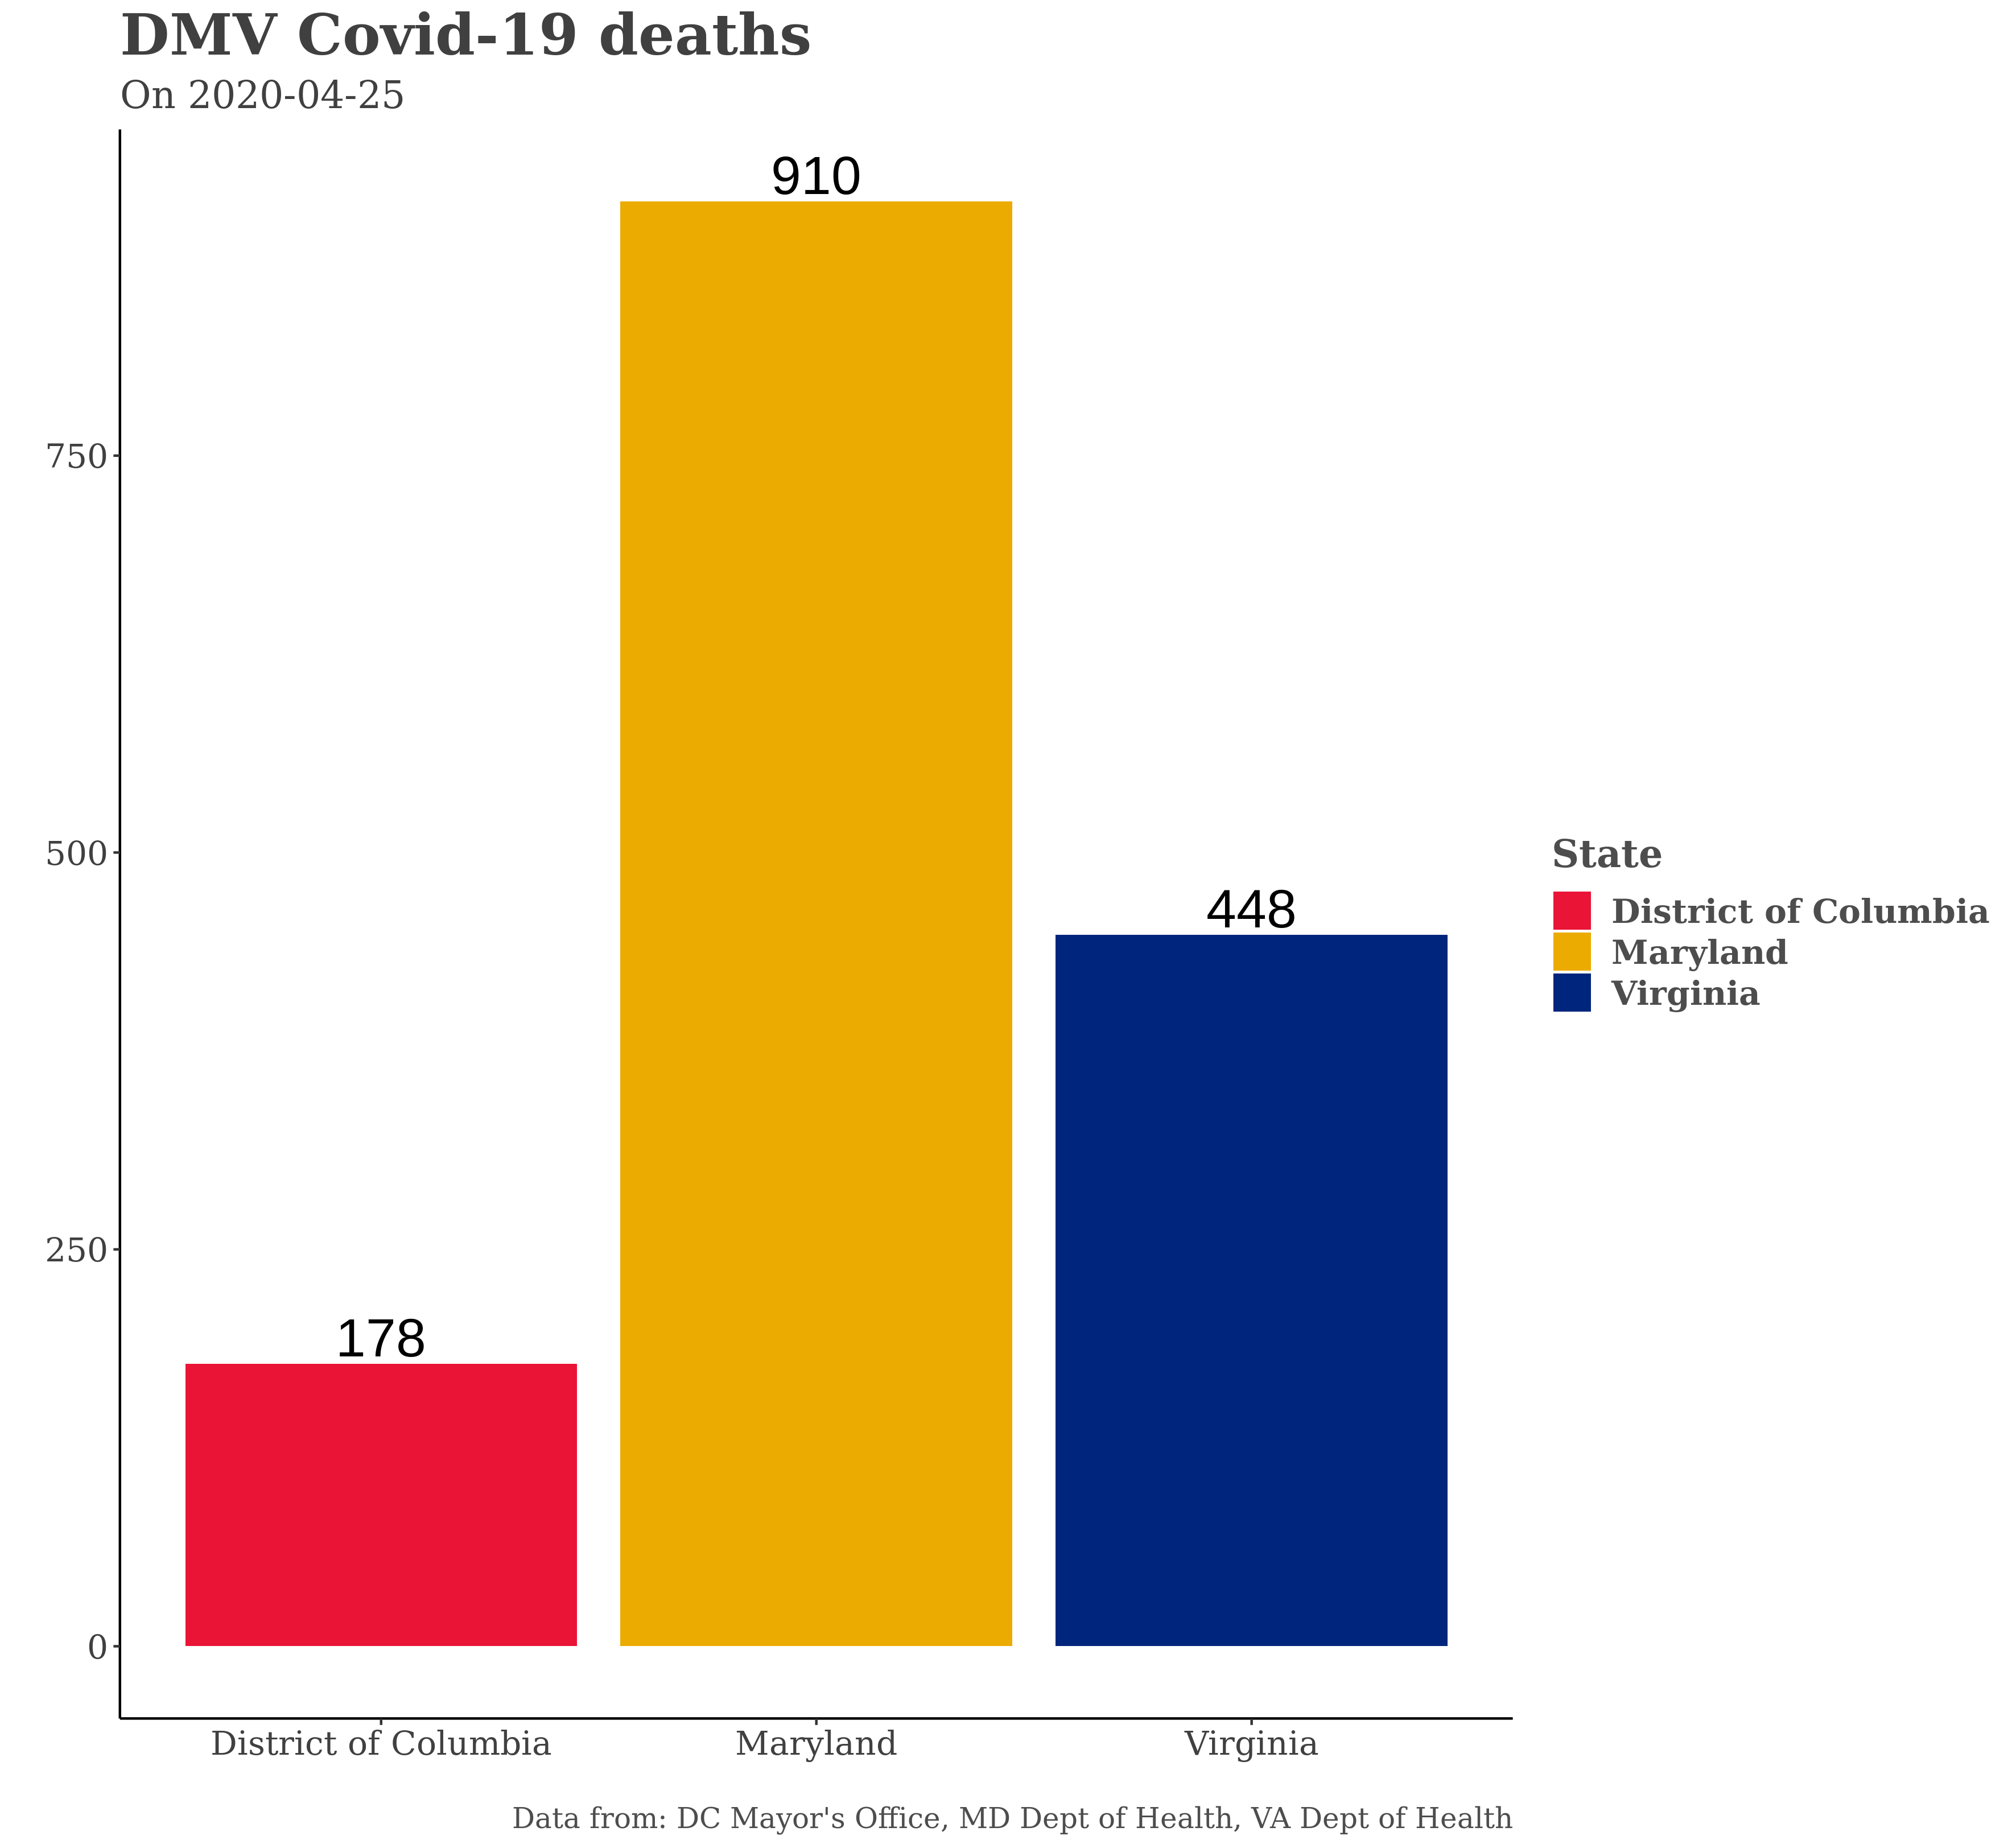 DMV Covid-19 deaths
On 2020-04-25
910
750
500
448
250
178
0
District of Columbia Maryland Virginia
State
District of Columbia
Maryland
Virginia
Data from: DC Mayor's Office, MD Dept of Health, VA Dept of Health